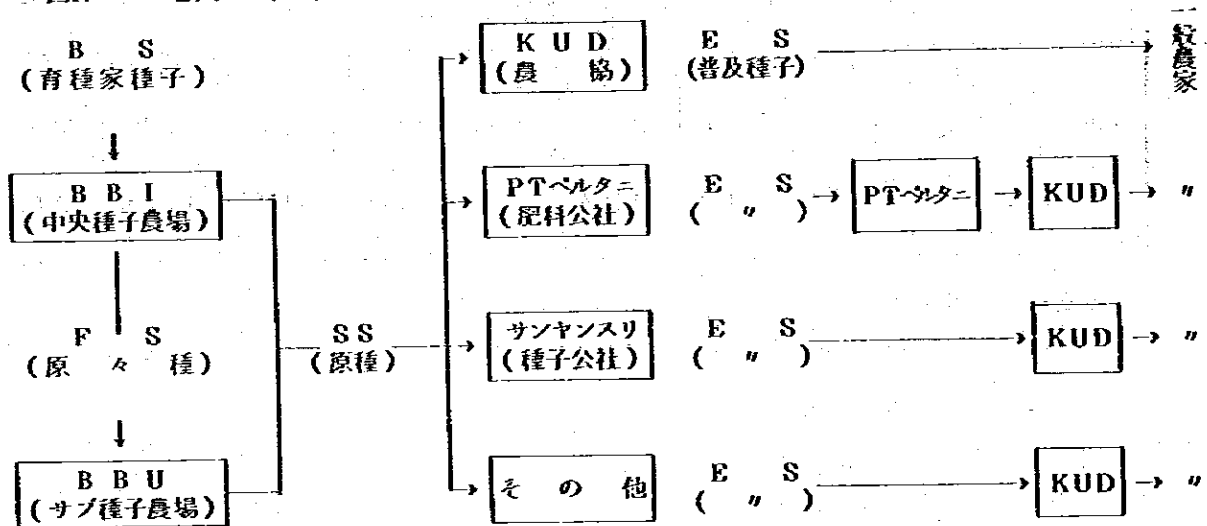 B S
(育種家種子)
↓
B B I
(中央種子農場)
F S
(原 々 種)
↓
B B U
(サブ種子農場)
S S
(原種)
→ K U D
(農 協)
E S
(普及種子)
→ 一般農家
→ PTペルタニ
(肥料公社)
E S
( 〃 )
→ PTペルタニ → KUD → 〃
→ サンヤンスリ
(種子公社)
E S
( 〃 )
→ KUD → 〃
→ そ の 他
E S
( 〃 )
→ KUD → 〃